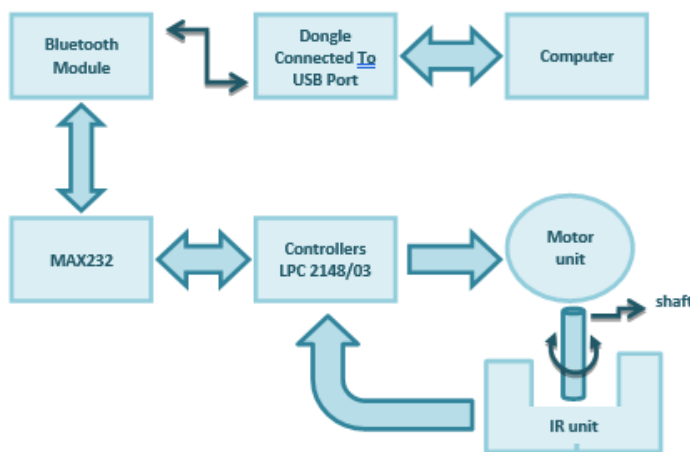 Bluetooth
Module
Dongle
Connected To
USB Port
Computer
MAX232
Controllers
LPC 2148/03
Motor
unit
shaft
IR unit